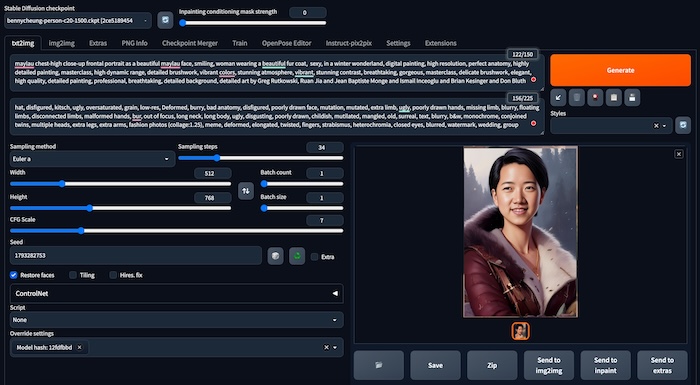 Stable Diffusion checkpoint
bennycheung-person-c20-1500.ckpt [2ce5189454
Inpainting conditioning mask strength
0
txt2img
img2img
Extras
PNG Info
Checkpoint Merger
Train
OpenPose Editor
Instruct-pix2pix
Settings
Extensions
122/150
maylau chest-high close-up frontal portrait as a beautiful maylau face, smiling, woman wearing a beautiful fur coat, sexy, in a winter wonderland, digital painting, high resolution, perfect anatomy, highly
detailed painting, masterclass, high dynamic range, detailed brushwork, vibrant colors, stunning atmosphere, vibrant, stunning contrast, breathtaking, gorgeous, masterclass, delicate brushwork, elegant,
high quality, detailed painting, professional, breathtaking, detailed background, detailed art by Greg Rutkowski, Ruan Jia and Jean Baptiste Monge and Ismail Inceoglu and Brian Kesinger and Don Bluth
156/225
hat, disfigured, kitsch, ugly, oversaturated, grain, low-res, Deformed, blurry, bad anatomy, disfigured, poorly drawn face, mutation, mutated, extra limb, ugly, poorly drawn hands, missing limb, blurry, floating
limbs, disconnected limbs, malformed hands, bur, out of focus, long neck, long body, ugly, disgusting, poorly drawn, childish, mutilated, mangled, old, surreal, text, blurry, b&w, monochrome, conjoined
twins, multiple heads, extra legs, extra arms, fashion photos (collage:1.25), meme, deformed, elongated, twisted, fingers, strabismus, heterochromia, closed eyes, blurred, watermark, wedding, group
Generate
Styles
Sampling method
Euler a
Sampling steps
34
Width
512
Batch count
1
Height
768
Batch size
1
CFG Scale
7
Seed
1793282753
Extra
Restore faces
Tiling
Hires. fix
ControlNet
Script
None
Override settings
Model hash: 12fdfbbd
Save
Zip
Send to
img2img
Send to
inpaint
Send to
extras